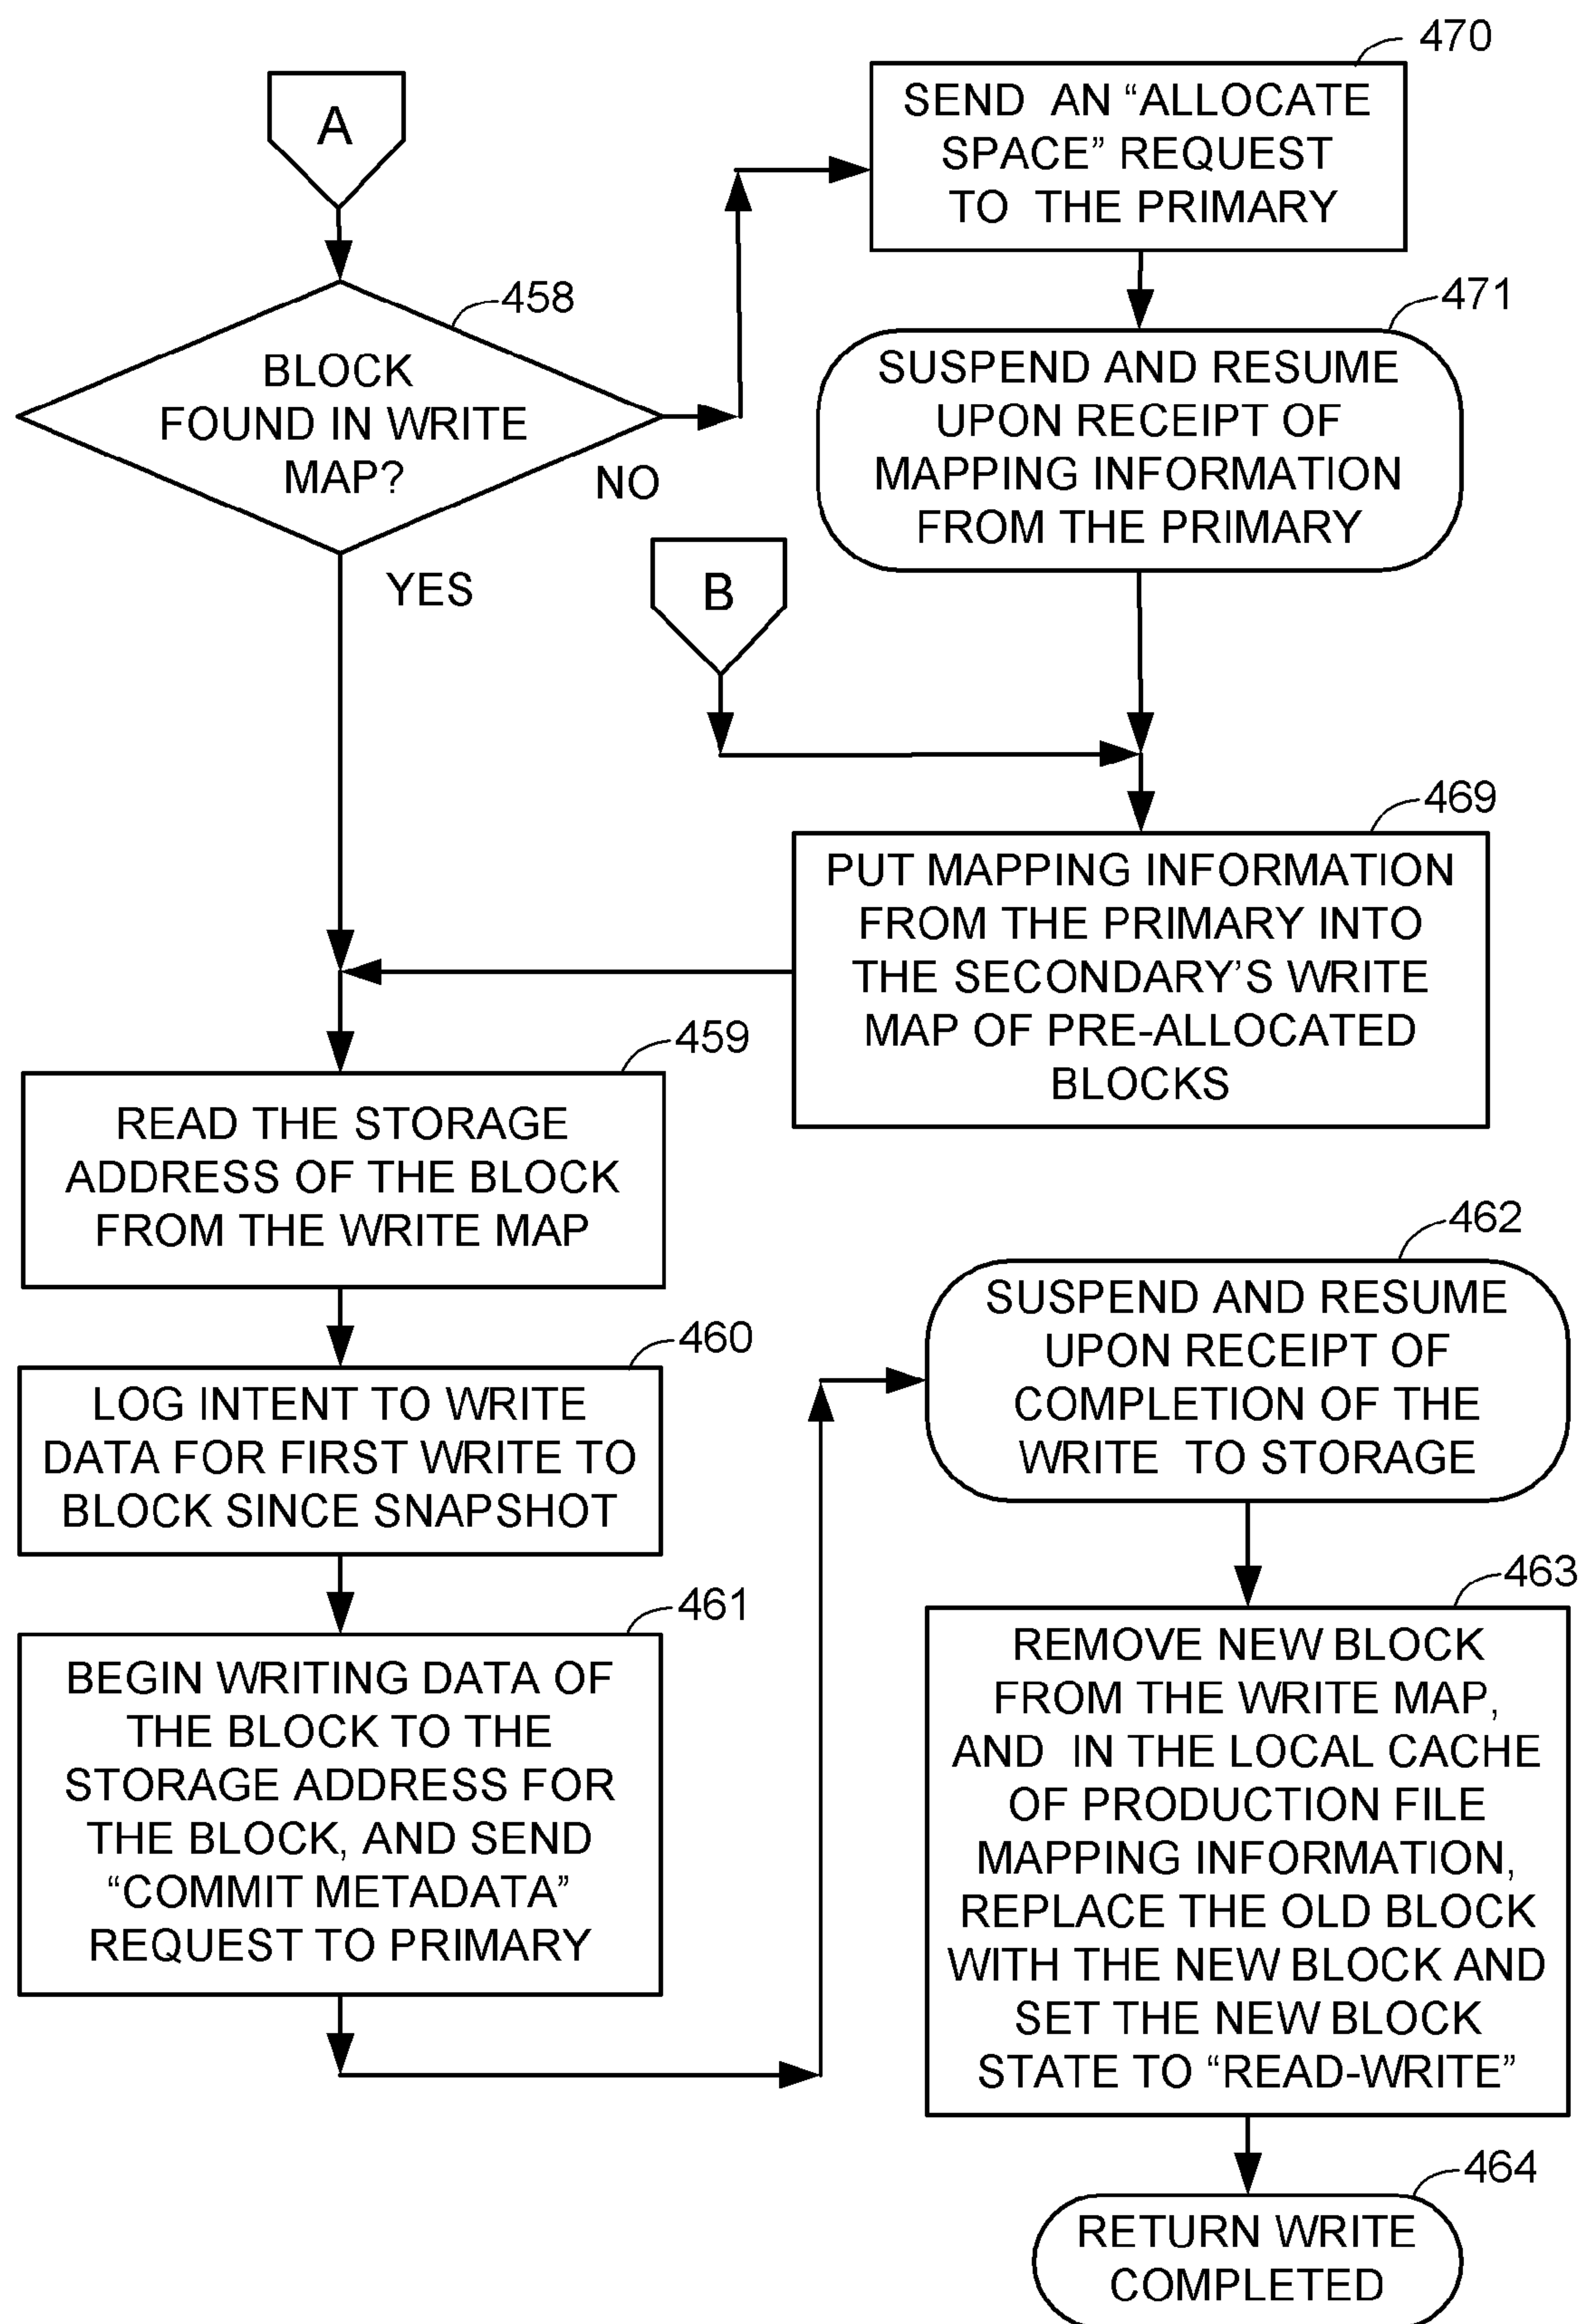 A
458
BLOCK
FOUND IN WRITE
MAP?
NO
YES
470
SEND AN “ALLOCATE
SPACE” REQUEST
TO THE PRIMARY
471
SUSPEND AND RESUME
UPON RECEIPT OF
MAPPING INFORMATION
FROM THE PRIMARY
B
469
PUT MAPPING INFORMATION
FROM THE PRIMARY INTO
THE SECONDARY’S WRITE
MAP OF PRE-ALLOCATED
BLOCKS
459
READ THE STORAGE
ADDRESS OF THE BLOCK
FROM THE WRITE MAP
460
LOG INTENT TO WRITE
DATA FOR FIRST WRITE TO
BLOCK SINCE SNAPSHOT
461
BEGIN WRITING DATA OF
THE BLOCK TO THE
STORAGE ADDRESS FOR
THE BLOCK, AND SEND
“COMMIT METADATA”
REQUEST TO PRIMARY
462
SUSPEND AND RESUME
UPON RECEIPT OF
COMPLETION OF THE
WRITE TO STORAGE
463
REMOVE NEW BLOCK
FROM THE WRITE MAP,
AND IN THE LOCAL CACHE
OF PRODUCTION FILE
MAPPING INFORMATION,
REPLACE THE OLD BLOCK
WITH THE NEW BLOCK AND
SET THE NEW BLOCK
STATE TO “READ-WRITE”
464
RETURN WRITE
COMPLETED